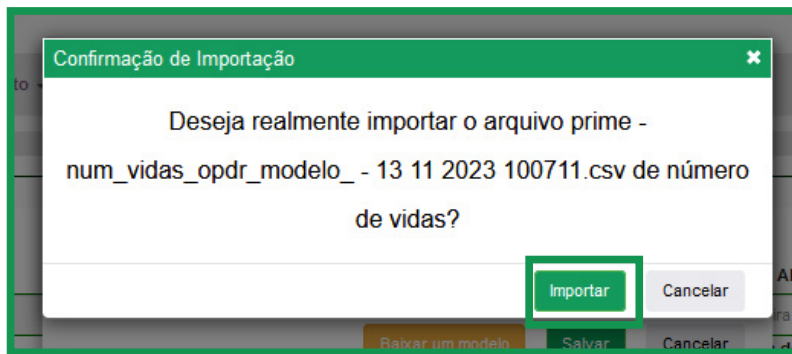 Confirmação de Importação
to
Deseja realmente importar o arquivo prime -
num_vidas_opdr_modelo_ - 13 11 2023 100711.csv de número
de vidas?
Importar Cancelar
Baixar um modelo Salvar Cancelar